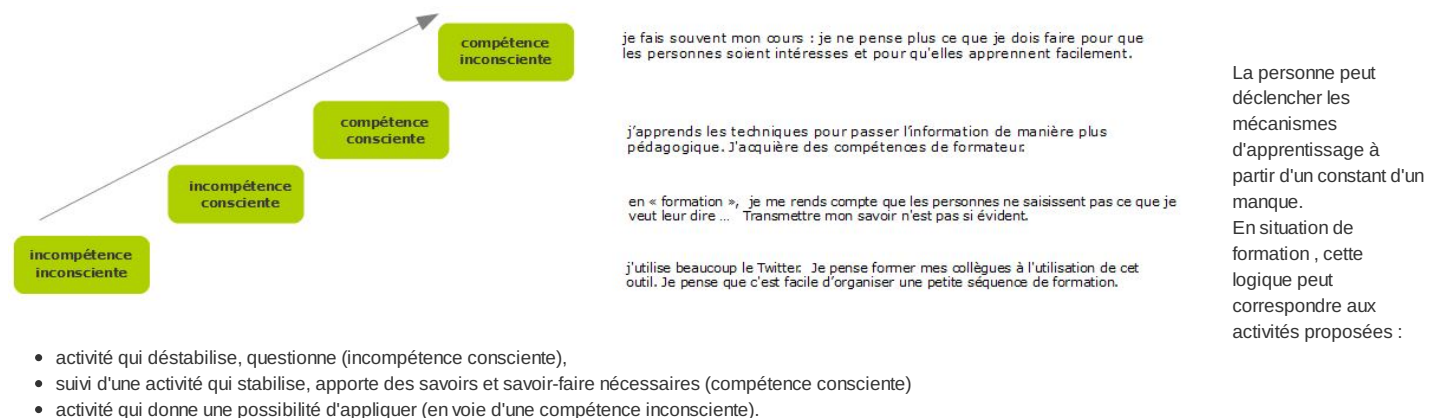 compétence
inconsciente
je fais souvent mon cours : je ne pense plus ce que je dois faire pour que
les personnes soient intéresses et pour qu'elles apprennent facilement.
compétence
consciente
j'apprends les techniques pour passer l'information de manière plus
pédagogique. J'acquière des compétences de formateur.
incompétence
consciente
en « formation », je me rends compte que les personnes ne saisissent pas ce que je
veut leur dire ... Transmettre mon savoir n'est pas si évident.
incompétence
inconsciente
j'utilise beaucoup le Twitter. Je pense former mes collègues à l'utilisation de cet
outil. Je pense que c'est facile d'organiser une petite séquence de formation.
La personne peut
déclencher les
mécanismes
d'apprentissage à
partir d'un constant d'un
manque.
En situation de
formation , cette
logique peut
correspondre aux
activités proposées :
• activité qui déstabilise, questionne (incompétence consciente),
• suivi d'une activité qui stabilise, apporte des savoirs et savoir-faire nécessaires (compétence consciente)
• activité qui donne une possibilité d'appliquer (en voie d'une compétence inconsciente).